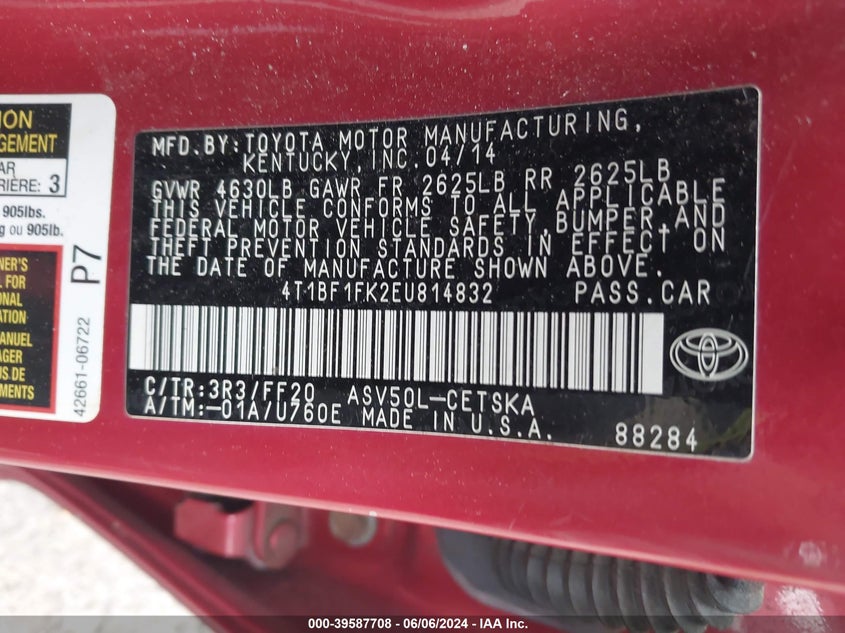 ION
GEMENT
AR
RIÈRE: 3
905lbs.
g ou 905lb.
NER'S
L FOR
ONAL
ATION
ANUEL
AGER
R DE
MENTS
P7
42661-06722
MFD.BY: TOYOTA MOTOR MANUFACTURING,
KENTUCKY, INC. 04/14
GVWR 4630LB GAWR FR 2625LB RR 2625LB
THIS VEHICLE CONFORMS TO ALL APPLICABLE
FEDERAL MOTOR VEHICLE SAFETY,BUMPER,AND
THEFT PREVENTION STANDARDS IN EFFECT ON
THE DATE OF MANUFACTURE SHOWN ABOVE.
4T1BF1FK2EU814832 PASS.CAR
C/TR:3R3/FF20 ASV50L-CETSKA
A/TM:-01A/U760E MADE IN U.S.A.
88284
000-39587708 - 06/06/2024 - IAA Inc.